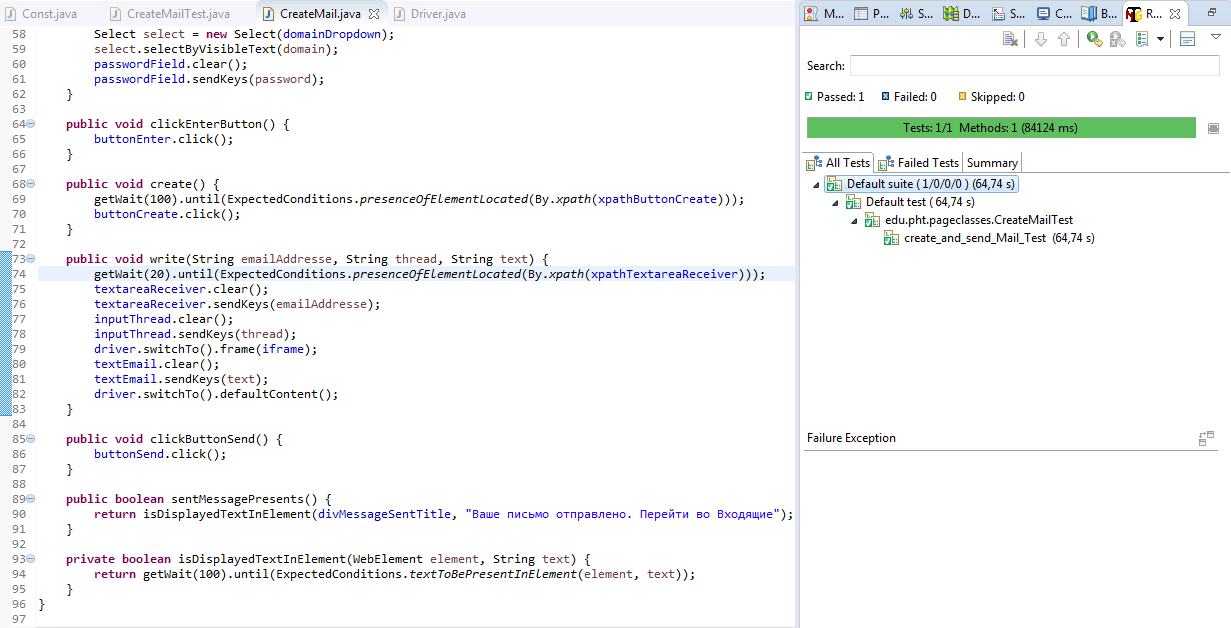 Const.java CreateMailTest.java CreateMail.java Driver.java
58 Select select = new Select(domainDropdown);
59 select.selectByVisibleText(domain);
60 passwordField.clear();
61 passwordField.sendKeys(password);
62 }
63
64 public void clickEnterButton() {
65 buttonEnter.click();
66 }
67
68 public void create() {
69 getWait(100).until(ExpectedConditions.presenceOfElementLocated(By.xpath(xpathButtonCreate)));
70 buttonCreate.click();
71 }
72
73 public void write(String emailAddresse, String thread, String text) {
74 getWait(20).until(ExpectedConditions.presenceOfElementLocated(By.xpath(xpathTextareaReceiver)));
75 textareaReceiver.clear();
76 textareaReceiver.sendKeys(emailAddresse);
77 inputThread.clear();
78 inputThread.sendKeys(thread);
79 driver.switchTo().frame(iframe);
80 textEmail.clear();
81 textEmail.sendKeys(text);
82 driver.switchTo().defaultContent();
83 }
84
85 public void clickButtonSend() {
86 buttonSend.click();
87 }
88
89 public boolean sentMessagePresents() {
90 return isDisplayedTextInElement(divMessageSentTitle, "Ваше письмо отправлено. Перейти во Входящие");
91 }
92
93 private boolean isDisplayedTextInElement(WebElement element, String text) {
94 return getWait(100).until(ExpectedConditions.textToBePresentInElement(element, text));
95 }
96 }
97
M... P... S... D... S... C... B... R...
Search:
Passed: 1 Failed: 0 Skipped: 0
Tests: 1/1 Methods: 1 (84124 ms)
All Tests Failed Tests Summary
Default suite ( 1/0/0/0 ) (64,74 s)
Default test ( 64,74 s)
edu.pht.pageclasses.CreateMailTest
create_and_send_Mail_Test (64,74 s)
Failure Exception